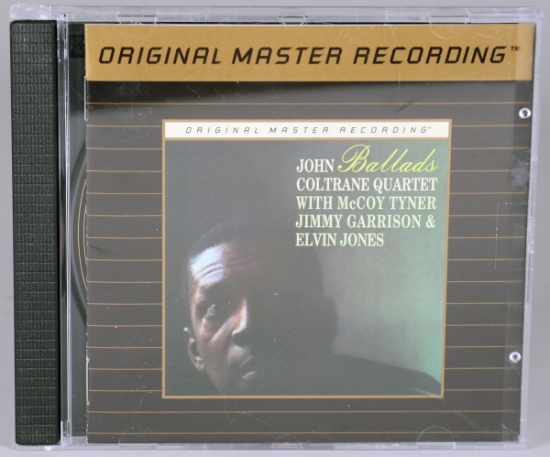 ORIGINAL MASTER RECORDING™
ORIGINAL MASTER RECORDING
JOHN Ballads
COLTRANE QUARTET
WITH McCOY TYNER
JIMMY GARRISON &
ELVIN JONES